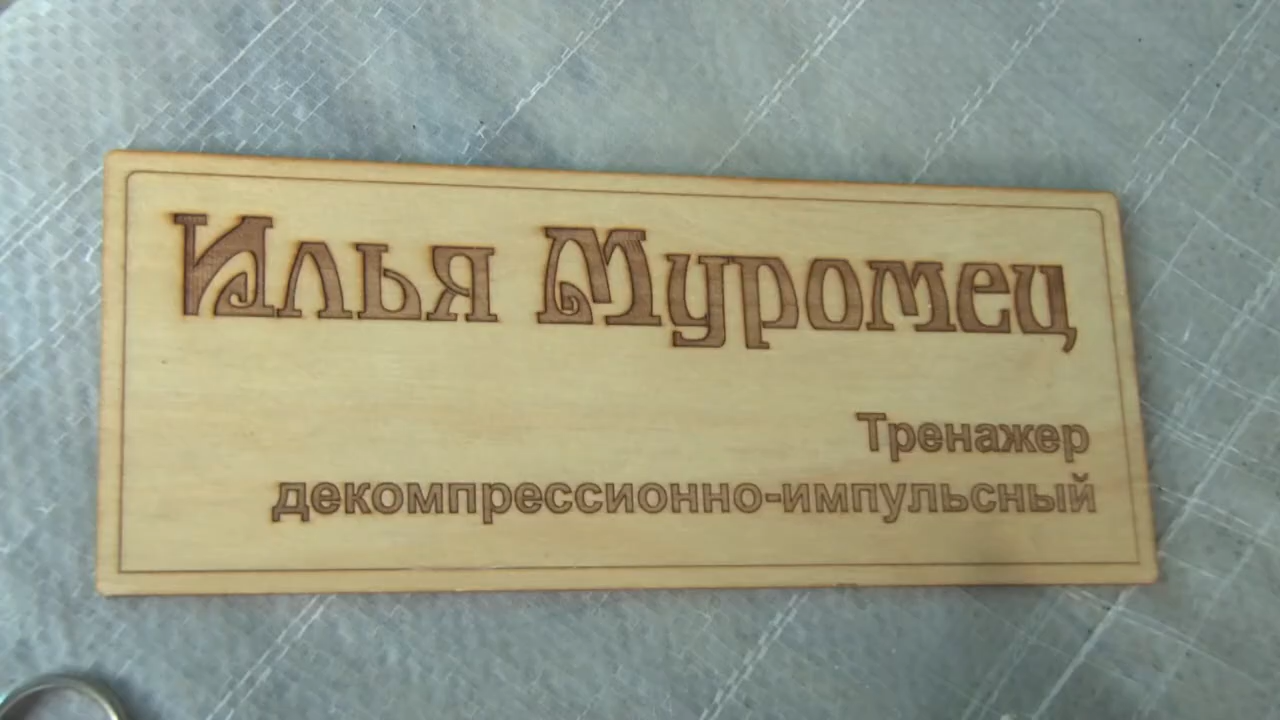 Илья Муромец
Тренажер
декомпрессионно-импульсный